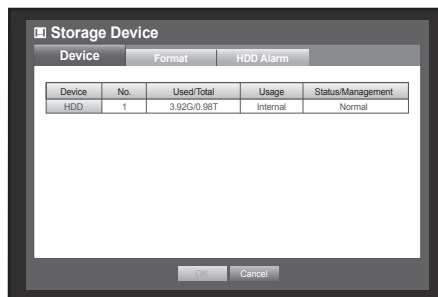 Storage Device
Device Format HDD Alarm
Device No. Used/Total Usage Status/Management
HDD 1 3.92G/0.98T Internal Normal
OK Cancel